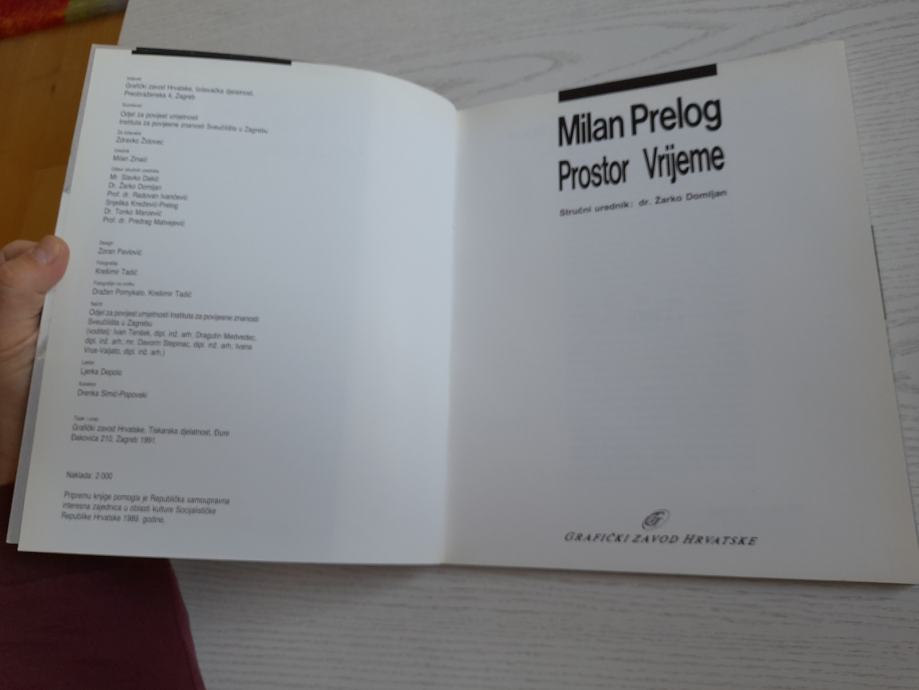 Izdavač
Grafički zavod Hrvatske, Izdavačka djelatnost,
Preobraženska 4, Zagreb
Suizdavač
Odjel za povijest umjetnosti
Instituta za povijesne znanosti Sveučilišta u Zagrebu
Za izdavača
Zdravko Židovec
Urednik
Milan Zinaić
Odbor stručnih urednika
Mr. Slavko Dakić
Dr. Žarko Domljan
Prof. dr. Radovan Ivančević
Snješka Knežević-Prelog
Dr. Tonko Maroević
Prof. dr. Predrag Matvejević
Design
Zoran Pavlović
Fotografije
Krešimir Tadić
Fotografije na omotu
Dražen Pomykalo, Krešimir Tadić
Nacrti
Odjel za povijest umjetnosti Instituta za povijesne znanosti
Sveučilišta u Zagrebu
(voditelj: Ivan Tenšek, dipl. inž. arh; Dragutin Medvedec,
dipl. inž. arh, mr. Davorin Stepinac, dipl. inž. arh, Ivana
dipl. inž. arh.)
Lektor
Ljerka Depolo
Korektor
Drenka Simić-Popovski
Tisak i uvez
Grafički zavod Hrvatske, Tiskarska djelatnost, Đure
Đakovića 210, Zagreb 1991.
Naklada: 2 000
Pripremu knjige pomogla je Republička samoupravna
interesna zajednica u oblasti kulture Socijalističke
Republike Hrvatske 1989. godine.
Milan Prelog
Prostor Vrijeme
Stručni urednik: dr. Žarko Domljan
GRAFIČKI ZAVOD HRVATSKE